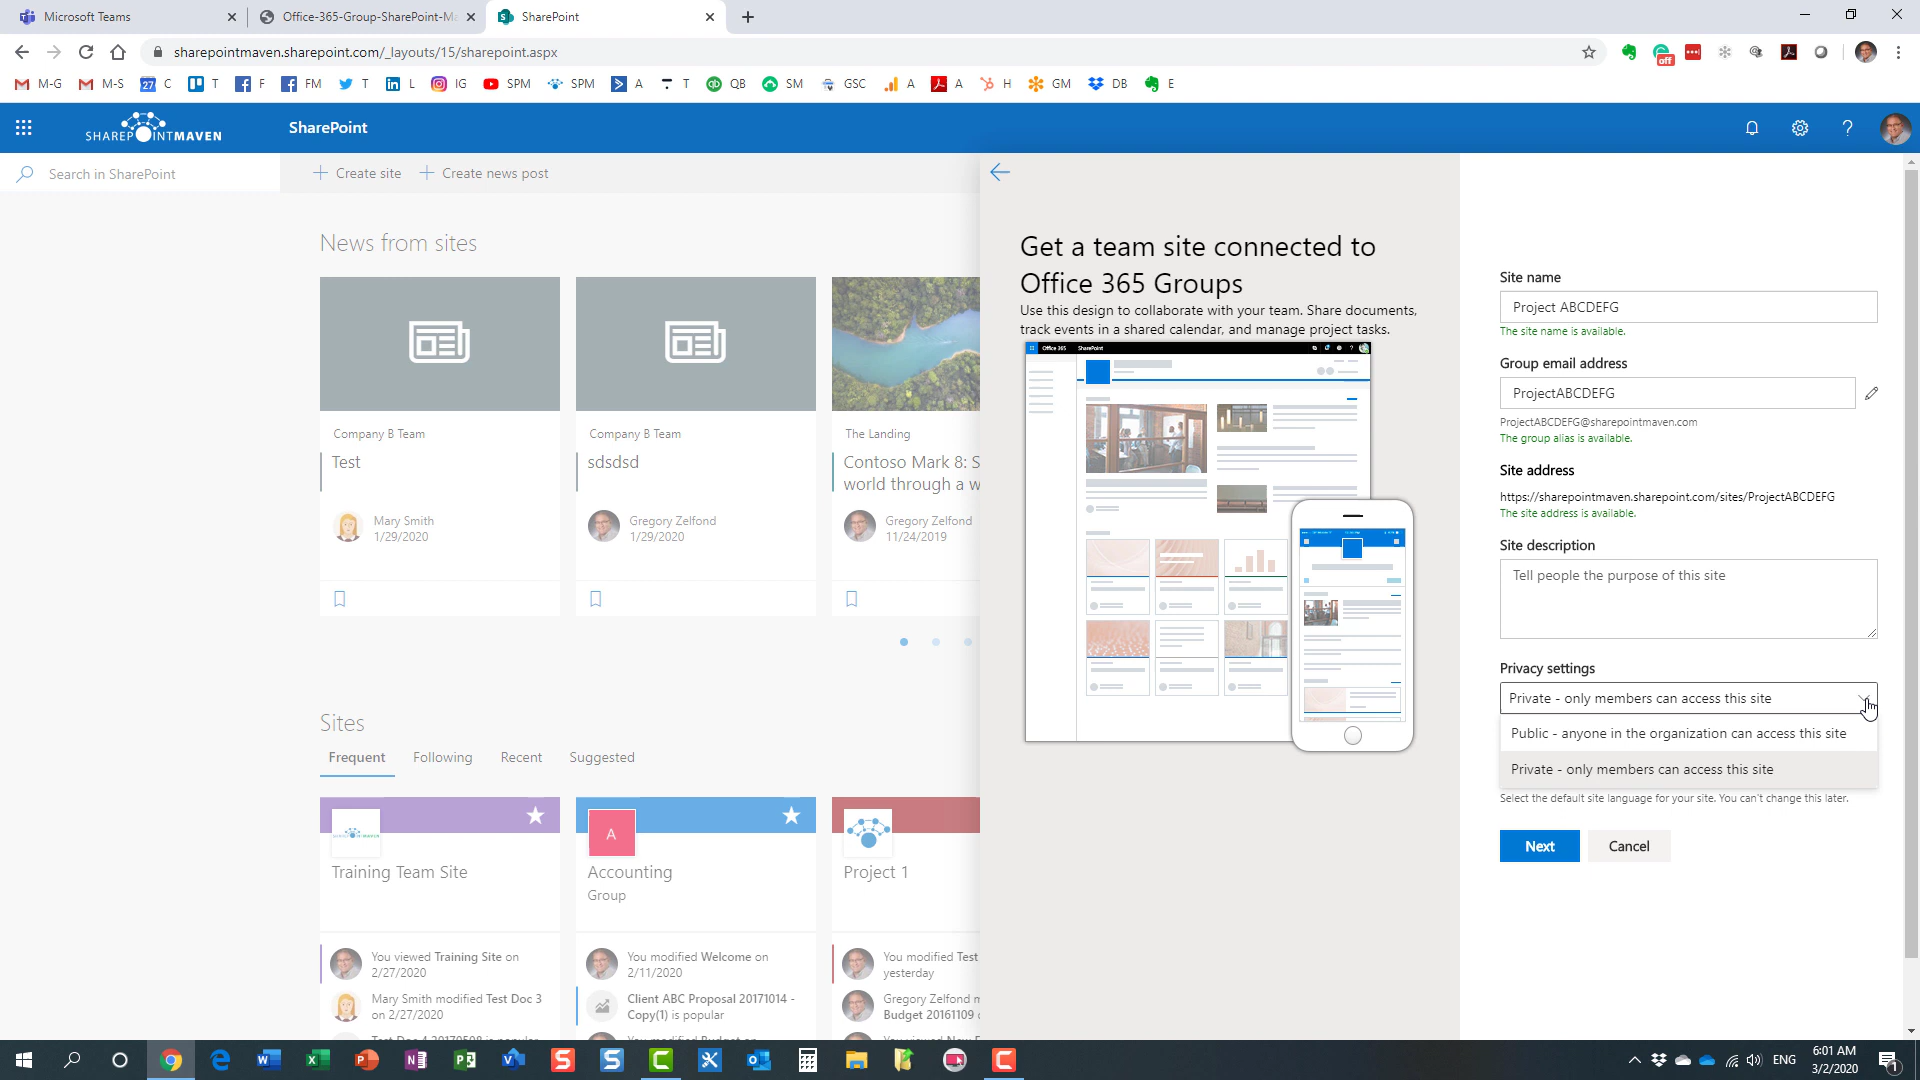 Microsoft Teams
Office-365-Group-SharePoint-Ma
SharePoint
sharepointmaven.sharepoint.com/_layouts/15/sharepoint.aspx
off
M-G
M-S
27
C
T
F
FM
T
L
IG
SPM
SPM
A
T
QB
SM
GSC
A
A
H
GM
DB
E
SHAREPOINTMAVEN
SharePoint
?
Search in SharePoint
Create site
Create news post
News from sites
Company B Team
Test
Mary Smith
1/29/2020
Company B Team
sdsdsd
Gregory Zelfond
1/29/2020
The Landing
Contoso Mark 8: S
world through a w
Gregory Zelfond
11/24/2019
Sites
Frequent
Following
Recent
Suggested
Training Team Site
You viewed Training Site on
2/27/2020
Mary Smith modified Test Doc 3
on 2/27/2020
A
Accounting
Group
You modified Welcome on
2/11/2020
Client ABC Proposal 20171014 -
Copy(1) is popular
Project 1
You modified Test
yesterday
Gregory Zelfond m
Budget 20161109
Get a team site connected to
Office 365 Groups
Use this design to collaborate with your team. Share documents,
track events in a shared calendar, and manage project tasks.
Office 365
SharePoint
Site name
Project ABCDEFG
The site name is available.
Group email address
ProjectABCDEFG
ProjectABCDEFG@sharepointmaven.com
The group alias is available.
Site address
https://sharepointmaven.sharepoint.com/sites/ProjectABCDEFG
The site address is available.
Site description
Tell people the purpose of this site
Privacy settings
Private - only members can access this site
Public - anyone in the organization can access this site
Private - only members can access this site
Select the default site language for your site. You can't change this later.
Next
Cancel
ENG
6:01 AM
3/2/2020
1